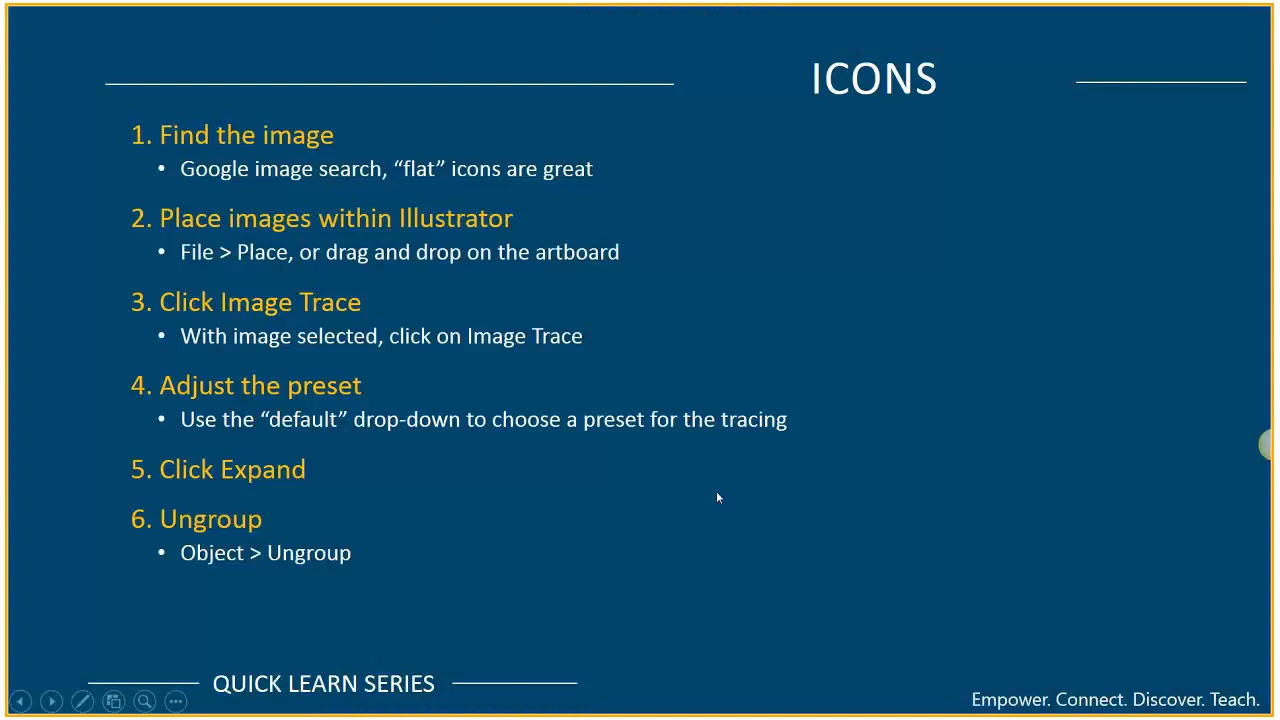 ICONS
1. Find the image
• Google image search, “flat” icons are great
2. Place images within Illustrator
• File > Place, or drag and drop on the artboard
3. Click Image Trace
• With image selected, click on Image Trace
4. Adjust the preset
• Use the “default” drop-down to choose a preset for the tracing
5. Click Expand
6. Ungroup
• Object > Ungroup
QUICK LEARN SERIES
Empower. Connect. Discover. Teach.